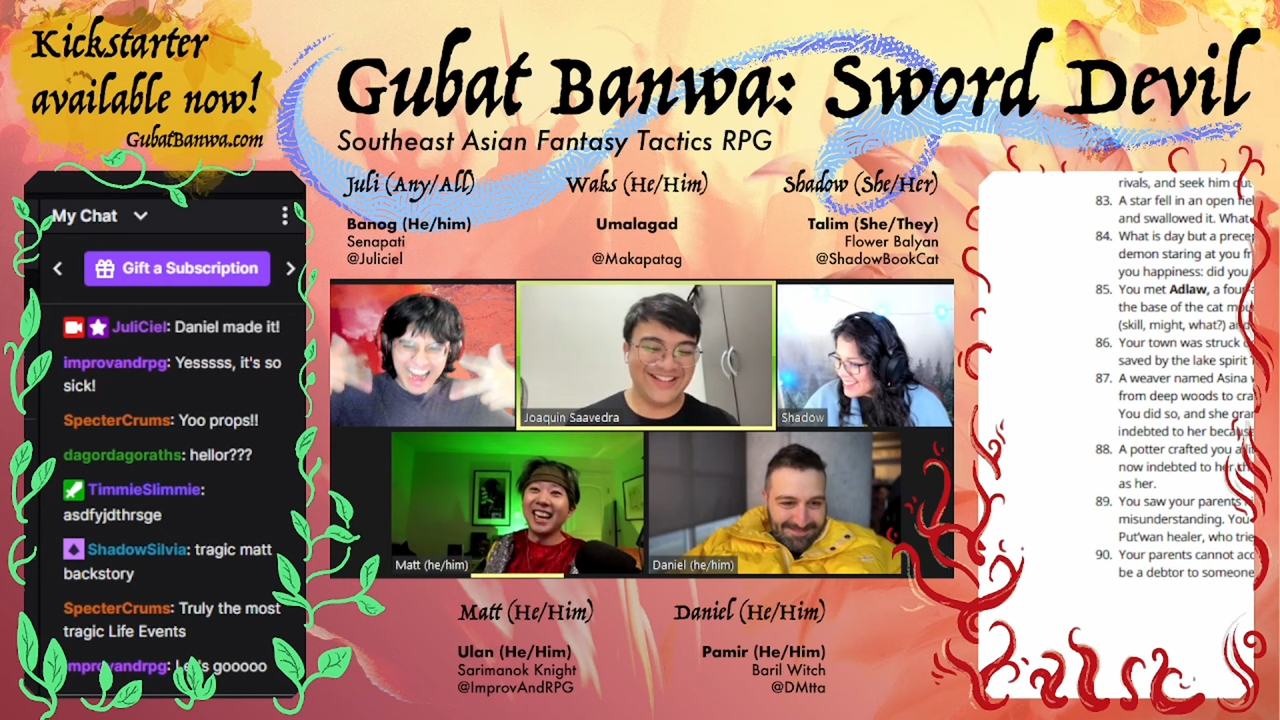 Kickstarter
available now!
GubatBanwa.com
Gubat Banwa: Sword Devil
Southeast Asian Fantasy Tactics RPG
Juli (Any/All)
Banog (He/him)
Senapati
@Juliciel
Waks (He/Him)
Umalagad
@Makapatag
Shadow (She/Her)
Talim (She/They)
Flower Balyan
@ShadowBookCat
My Chat
Gift a Subscription
JuliCiel: Daniel made it!
improvandrpg: Yesssss, it's so
sick!
SpecterCrums: Yoo props!!
dagordagoraths: hellor???
TimmieSlimmie:
asdfyjdthrsge
ShadowSilvia: tragic matt
backstory
SpecterCrums: Truly the most
tragic Life Events
improvandrpg: Let's gooooo
Joaquin Saavedra
Shadow
Matt (he/him)
Daniel (he/him)
Matt (He/Him)
Ulan (He/Him)
Sarimanok Knight
@ImprovAndRPG
Daniel (He/Him)
Pamir (He/Him)
Baril Witch
@DMtta
rivals, and seek him out
83. A star fell in an open
and swallowed it. What
84. What is day but a
demon staring at you
you happiness: did you
85. You met Adlaw, a
the base of the cat
(skill, might, what?)
86. Your town was struck
saved by the lake spirit
87. A weaver named Asina
from deep woods to
You did so, and she
indebted to her because
88. A potter crafted you
now indebted to her
as her.
89. You saw your parents
misunderstanding. You
Put'wan healer, who
90. Your parents cannot
be a debtor to someone